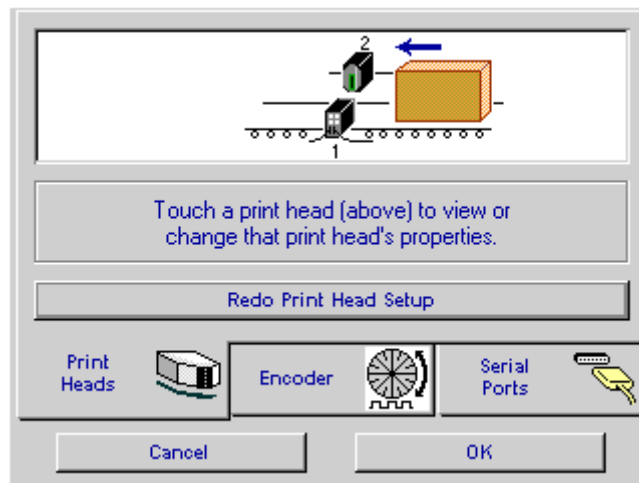 2
1
Touch a print head (above) to view or
change that print head's properties.
Redo Print Head Setup
Print
Heads
Encoder
Serial
Ports
Cancel
OK